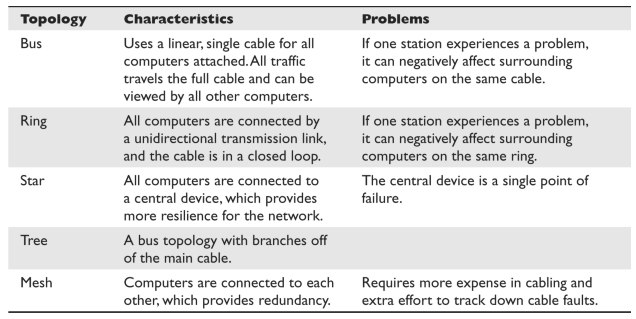 Topology Characteristics Problems
Bus Uses a linear, single cable for all If one station experiences a problem,
computers attached. All traffic it can negatively affect surrounding
travels the full cable and can be computers on the same cable.
viewed by all other computers.
Ring All computers are connected by If one station experiences a problem,
a unidirectional transmission link, it can negatively affect surrounding
and the cable is in a closed loop. computers on the same ring.
Star All computers are connected to The central device is a single point of
a central device, which provides failure.
more resilience for the network.
Tree A bus topology with branches off
of the main cable.
Mesh Computers are connected to each Requires more expense in cabling and
other, which provides redundancy. extra effort to track down cable faults.